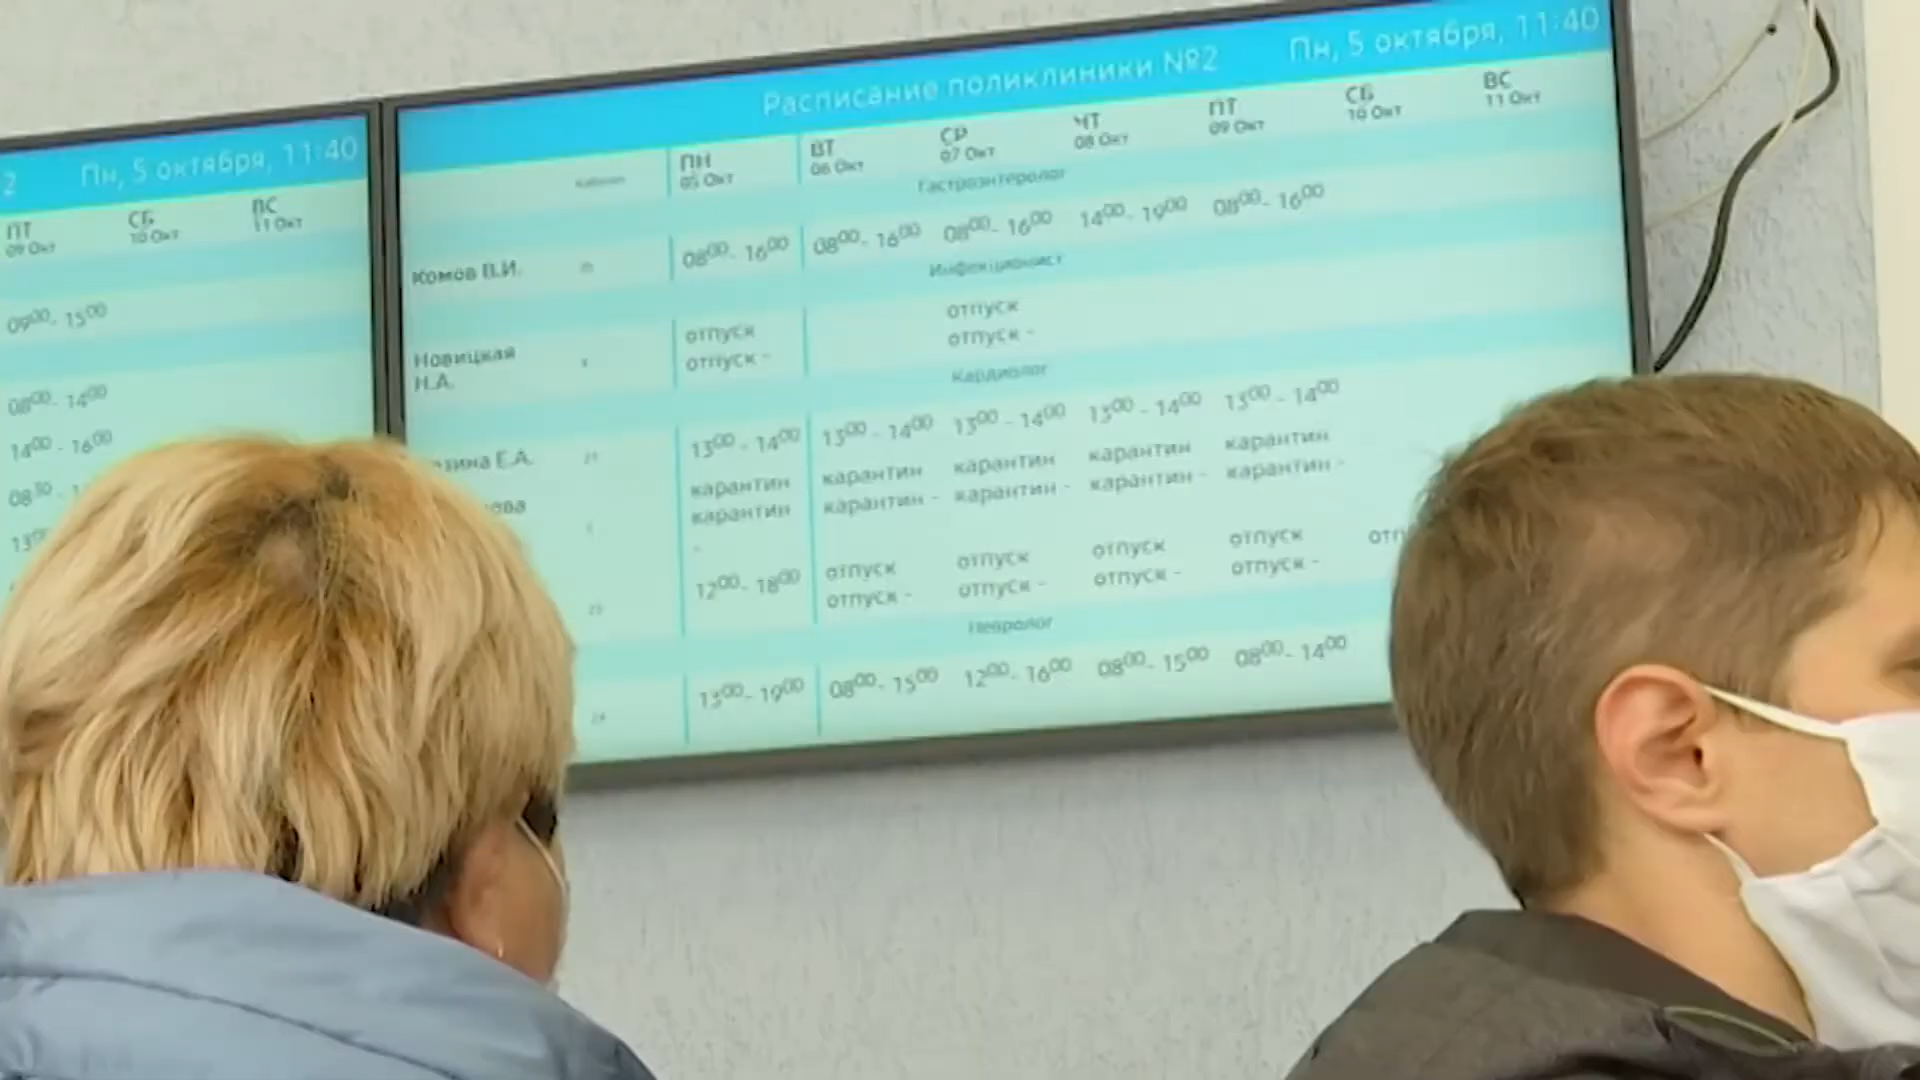 2 Пн, 5 октября, 11:40
ПТ СБ ВС
09 Окт 10 Окт 11 Окт
09⁰⁰- 15⁰⁰
08⁰⁰- 14⁰⁰
14⁰⁰ - 16⁰⁰
Расписание поликлиники №2 Пн, 5 октября, 11:40
ПН ВТ СР ЧТ ПТ СБ ВС
05 Окт 06 Окт 07 Окт 08 Окт 09 Окт 10 Окт 11 Окт
Гастроэнтеролог
Комов В.И. 08⁰⁰- 16⁰⁰ 08⁰⁰- 16⁰⁰ 08⁰⁰- 16⁰⁰ 14⁰⁰- 19⁰⁰ 08⁰⁰- 16⁰⁰
Инфекционист
Новицкая отпуск отпуск
Н.А. отпуск - отпуск -
Кардиолог
Е.А. 13⁰⁰ - 14⁰⁰ 13⁰⁰ - 14⁰⁰ 13⁰⁰ - 14⁰⁰ 13⁰⁰ - 14⁰⁰ 13⁰⁰ - 14⁰⁰
карантин карантин карантин карантин карантин
карантин - карантин - карантин - карантин - карантин -
12⁰⁰- 18⁰⁰ отпуск отпуск отпуск отпуск
отпуск - отпуск - отпуск - отпуск -
Невролог
13⁰⁰- 19⁰⁰ 08⁰⁰- 15⁰⁰ 12⁰⁰- 16⁰⁰ 08⁰⁰- 15⁰⁰ 08⁰⁰- 14⁰⁰